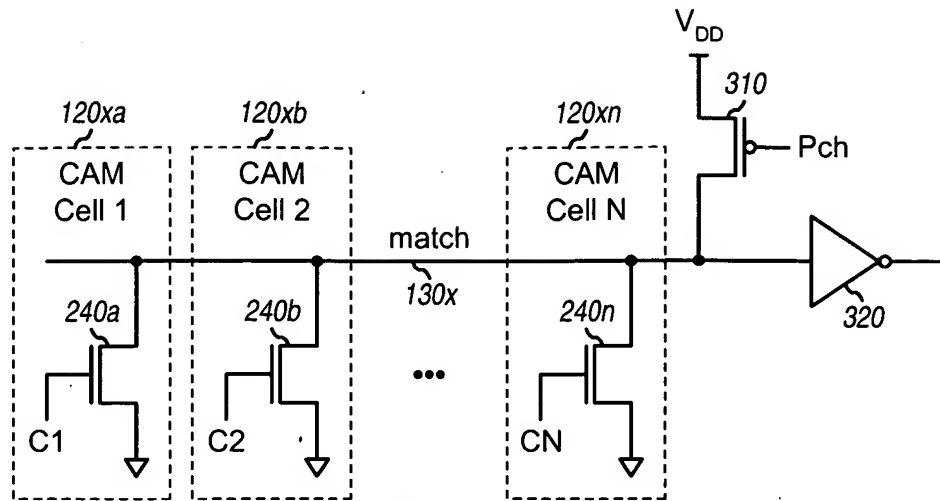 V_DD
310
120xa
120xb
120xn
Pch
CAM
Cell 1
CAM
Cell 2
CAM
Cell N
match
130x
320
240a
240b
240n
•••
C1
C2
CN